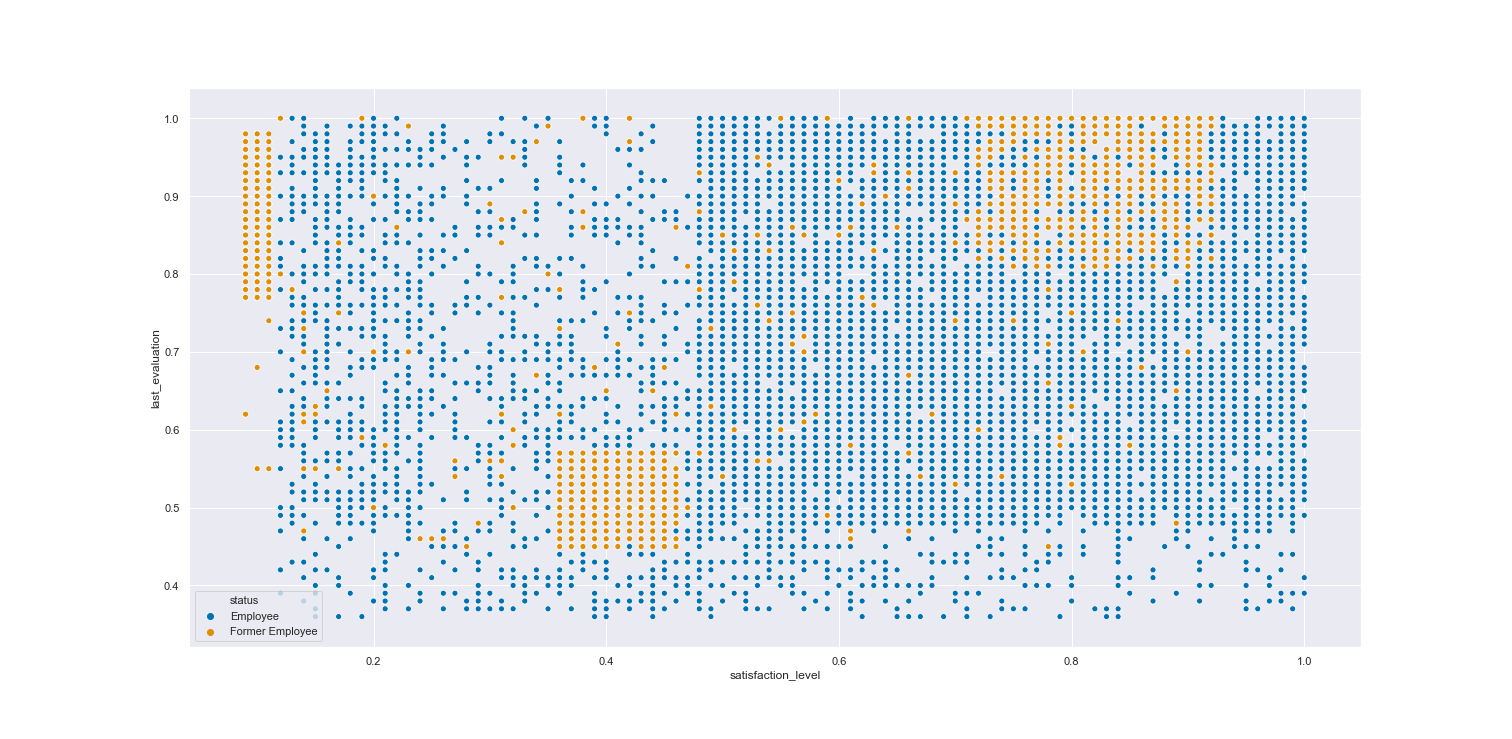 1.0
0.9
0.8
0.7
0.6
0.5
0.4
last_evaluation
status
Employee
Former Employee
0.2
0.4
0.6
0.8
1.0
satisfaction_level